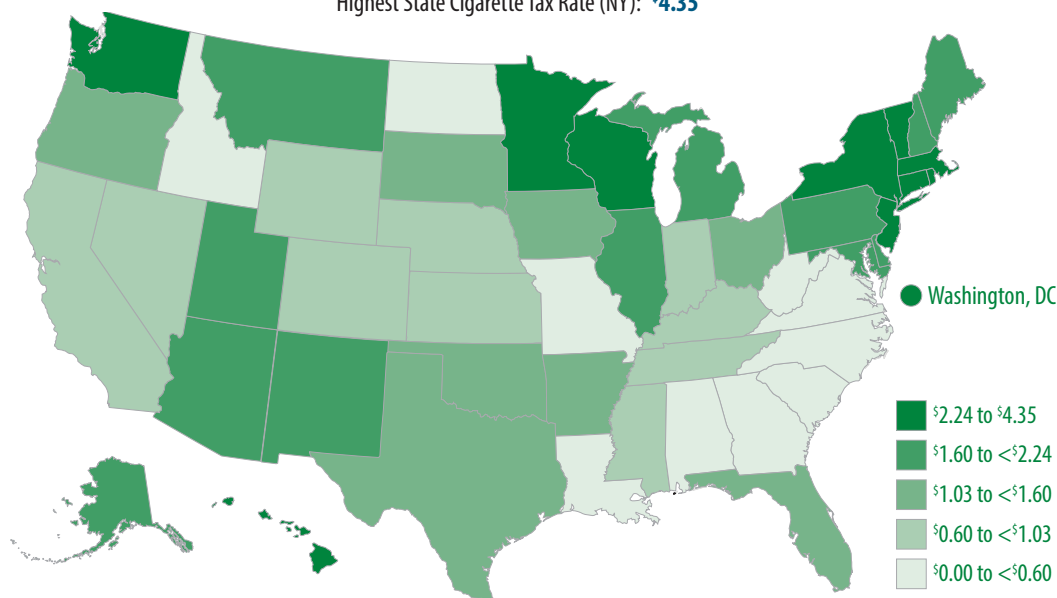 Highest State Cigarette Tax Rate (NY): $4.35
Washington, DC
$2.24 to $4.35
$1.60 to <$2.24
$1.03 to <$1.60
$0.60 to <$1.03
$0.00 to <$0.60